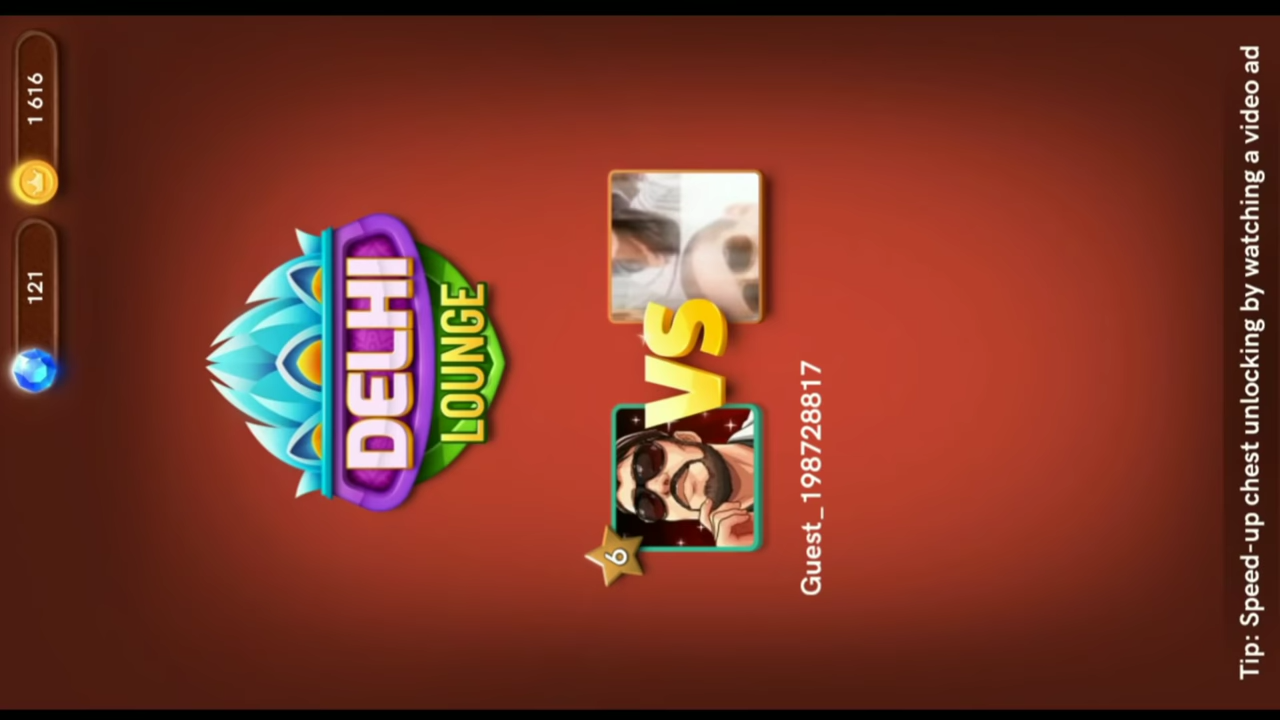 121
1 616
DELHI
LOUNGE
VS
6
Guest_198728817
Tip: Speed-up chest unlocking by watching a video ad